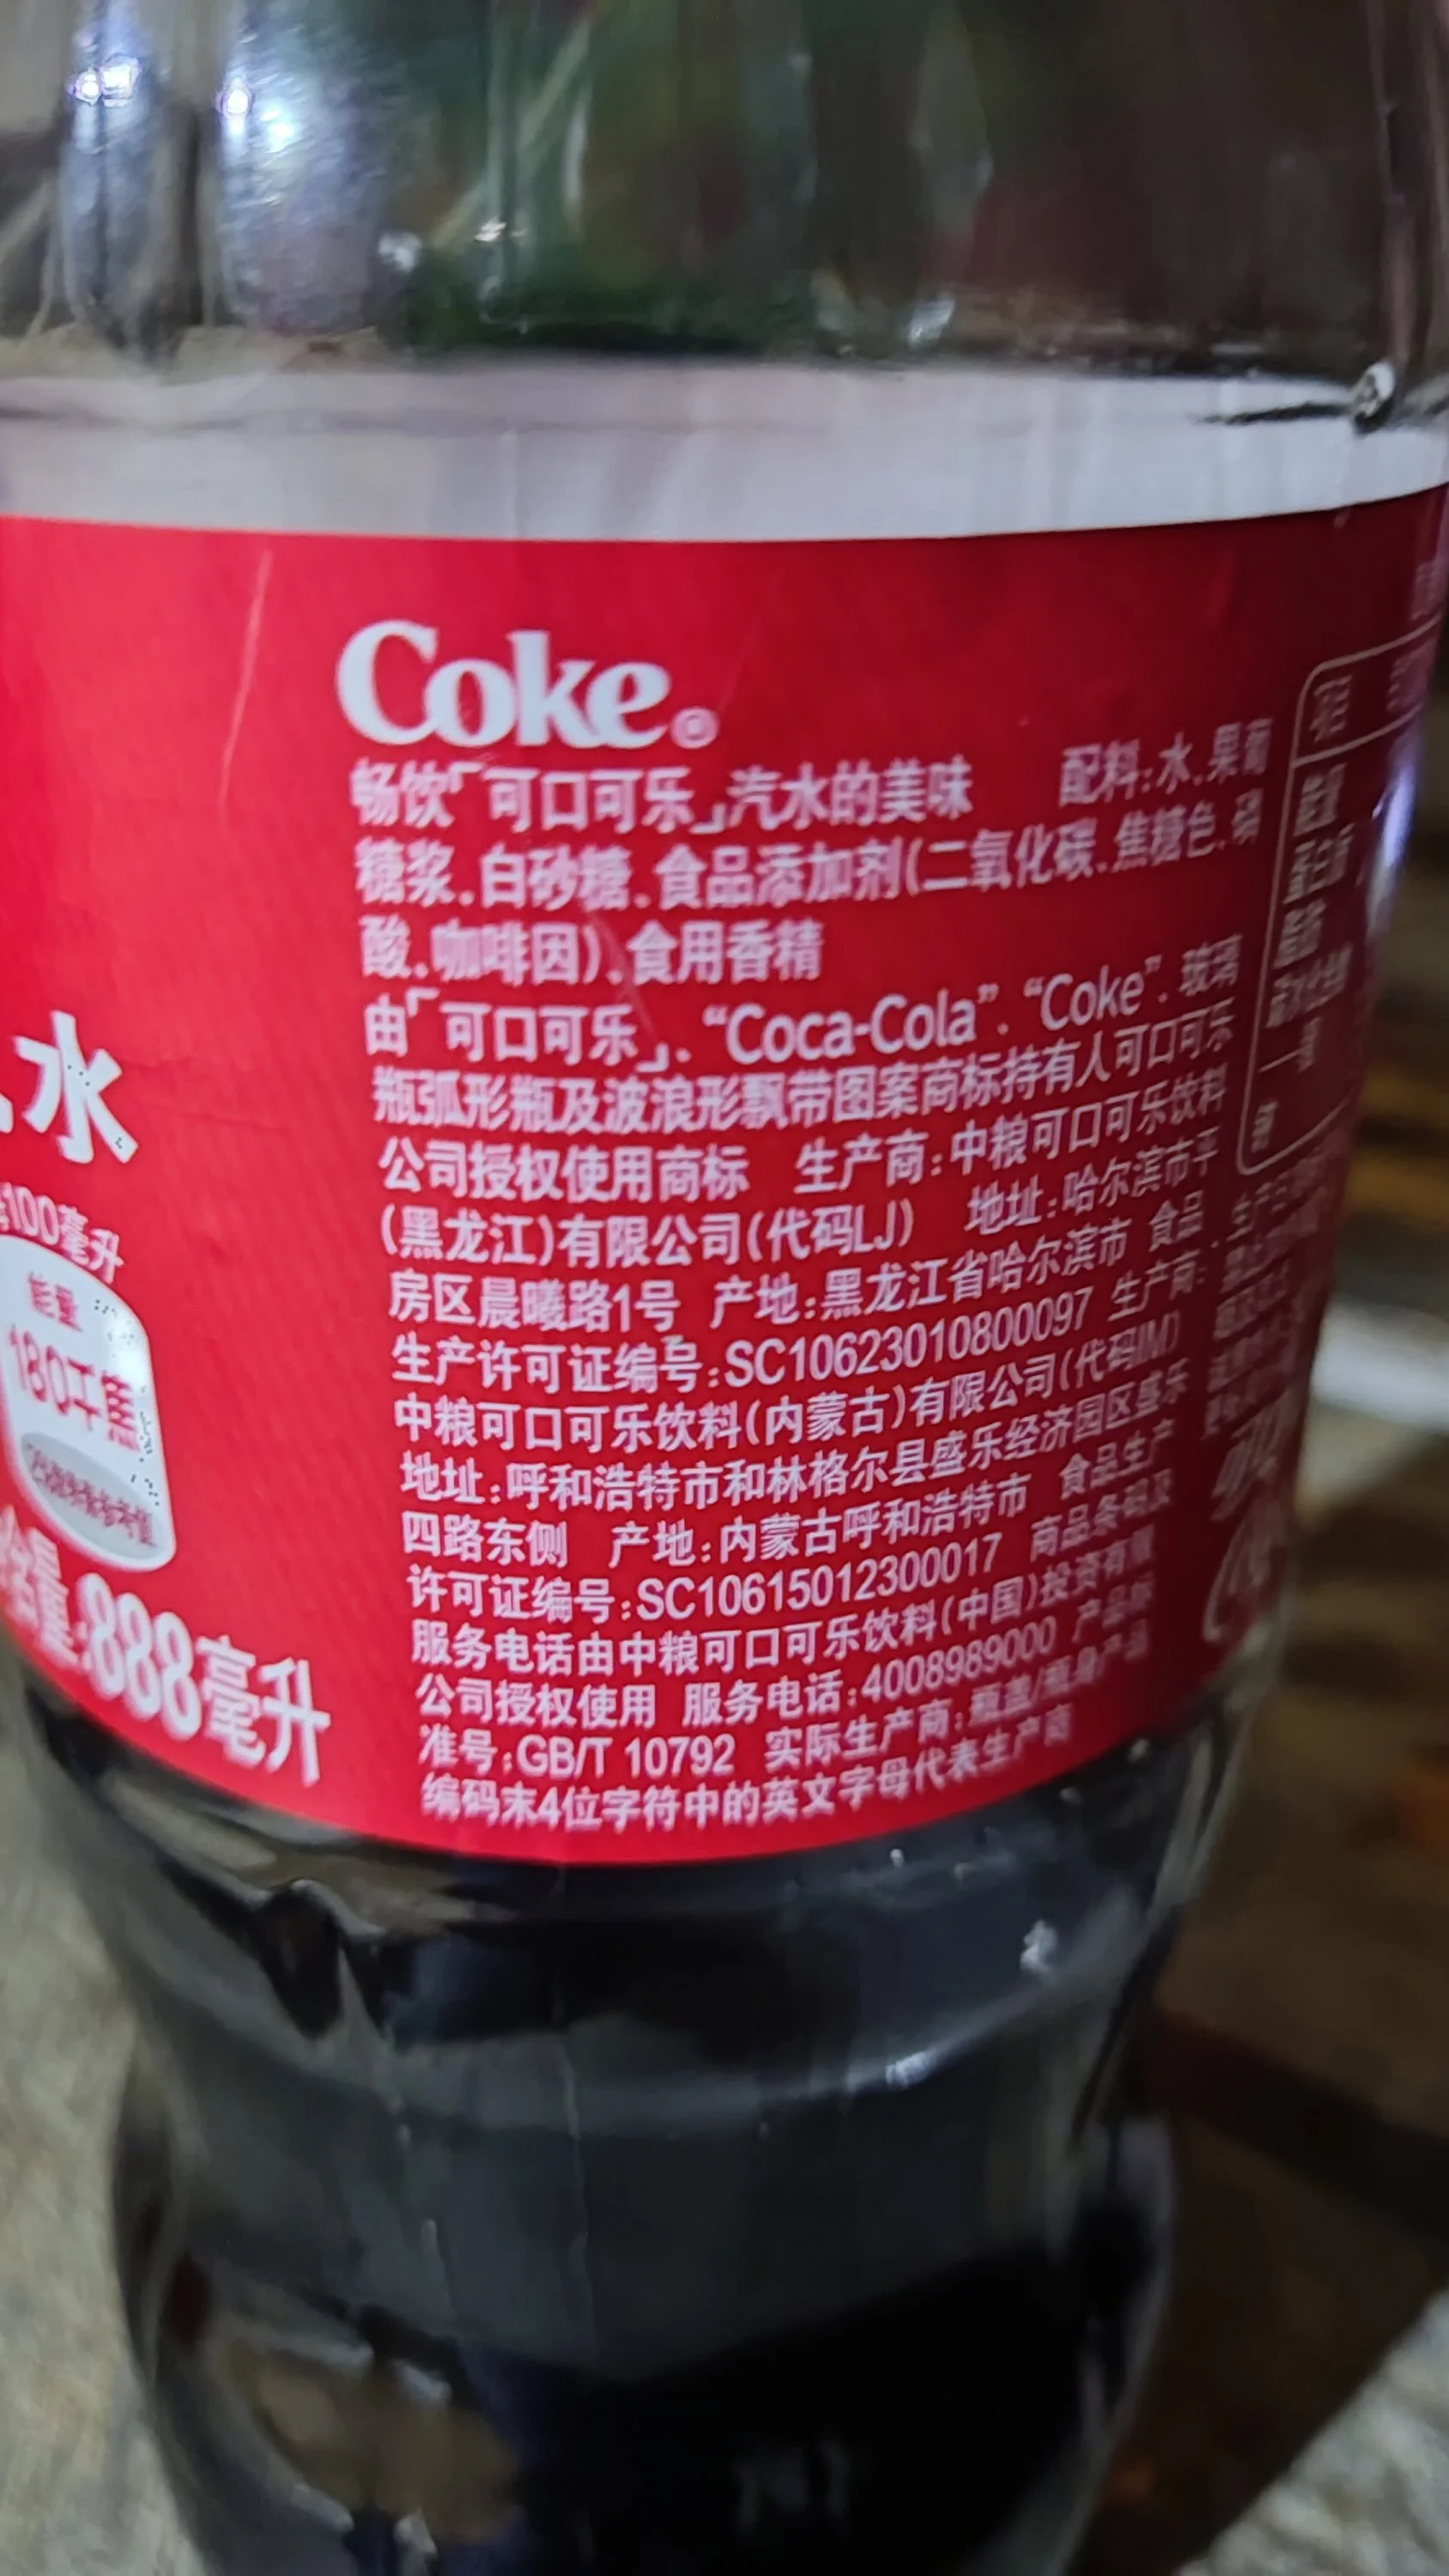 Coke®
畅饮「可口可乐」汽水的美味 配料:水、果葡
糖浆、白砂糖、食品添加剂(二氧化碳、焦糖色、磷
酸、咖啡因)、食用香精
由「可口可乐」、“Coca-Cola”、“Coke”、玻璃
瓶弧形瓶及波浪形飘带图案商标持有人可口可乐
公司授权使用商标 生产商:中粮可口可乐饮料
(黑龙江)有限公司(代码LJ) 地址:哈尔滨市平
房区晨曦路1号 产地:黑龙江省哈尔滨市 食品
生产许可证编号:SC10623010800097 生产商:
中粮可口可乐饮料(内蒙古)有限公司(代码IM)
地址:呼和浩特市和林格尔县盛乐经济园区盛乐
四路东侧 产地:内蒙古呼和浩特市 食品生产
许可证编号:SC10615012300017 商品条码及
服务电话由中粮可口可乐饮料(中国)投资有限
公司授权使用 服务电话:4008989000 产品标
准号:GB/T 10792 实际生产商:瓶盖/瓶身产品
编码末4位字符中的英文字母代表生产商
水
100毫升
能量
180千焦
含量:888毫升